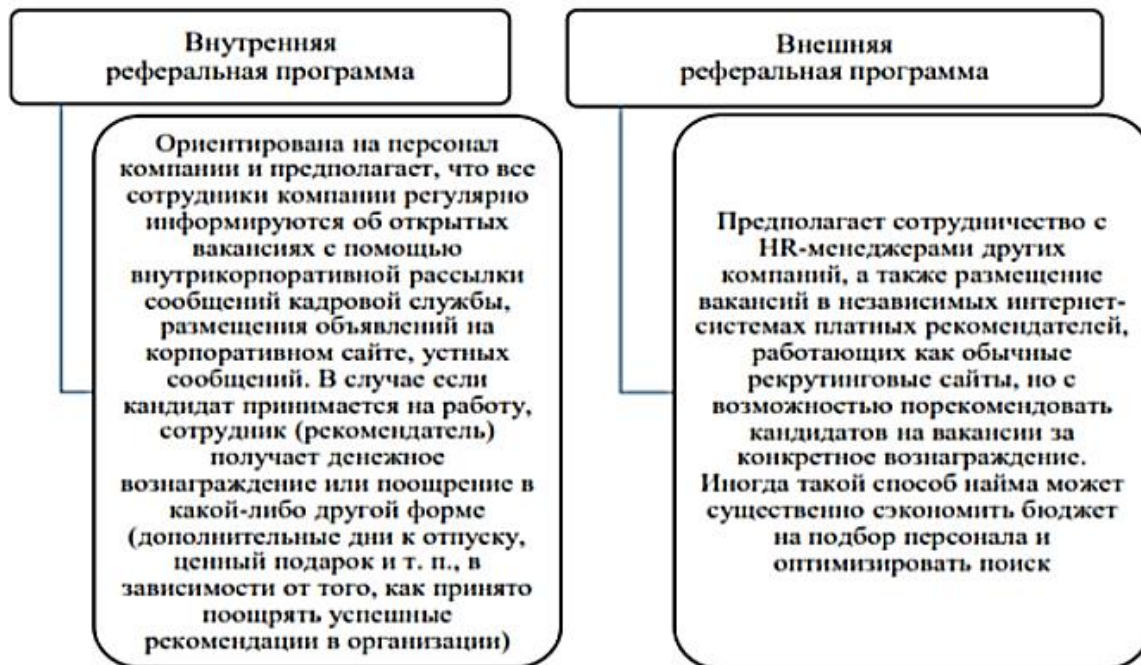 Внутренняя
реферальная программа
Ориентирована на персонал
компании и предполагает, что все
сотрудники компании регулярно
информируются об открытых
вакансиях с помощью
внутрикорпоративной рассылки
сообщений кадровой службы,
размещения объявлений на
корпоративном сайте, устных
сообщений. В случае если
кандидат принимается на работу,
сотрудник (рекомендатель)
получает денежное
вознаграждение или поощрение в
какой-либо другой форме
(дополнительные дни к отпуску,
ценный подарок и т. п., в
зависимости от того, как принято
поощрять успешные
рекомендации в организации)
Внешняя
реферальная программа
Предполагает сотрудничество с
HR-менеджерами других
компаний, а также размещение
вакансий в независимых интернет-
системах платных рекомендателей,
работающих как обычные
рекрутинговые сайты, но с
возможностью порекомендовать
кандидатов на вакансии за
конкретное вознаграждение.
Иногда такой способ найма может
существенно сэкономить бюджет
на подбор персонала и
оптимизировать поиск